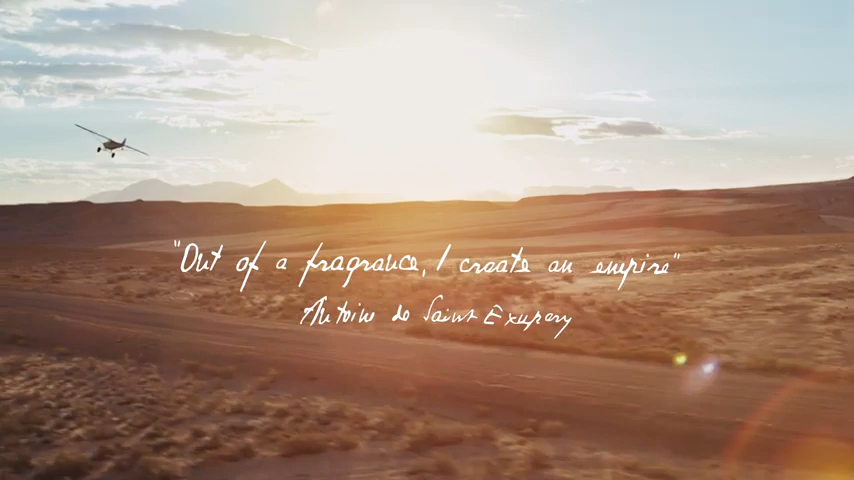 "Out of a fragrance, I create an empire"
Antoine de Saint Exupery